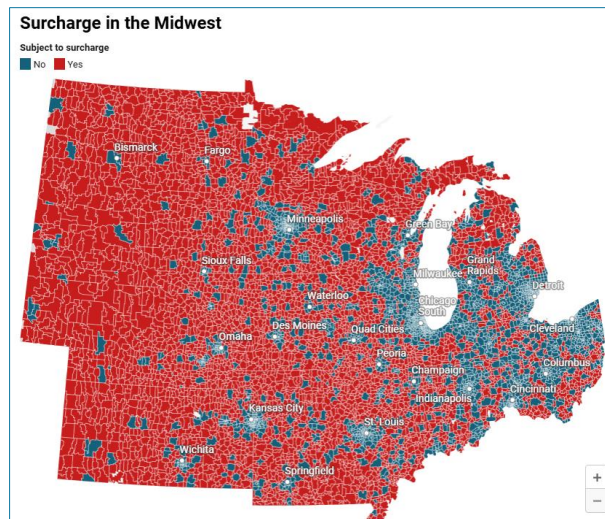 Surcharge in the Midwest
Subject to surcharge
No Yes
Bismarck
Fargo
Minneapolis
Green Bay
Sioux Falls
Milwaukee
Grand
Rapids
Detroit
Waterloo
Chicago
South
Omaha
Des Moines
Quad Cities
Cleveland
Peoria
Champaign
Columbus
Indianapolis
Cincinnati
Kansas City
St. Louis
Wichita
Springfield
+
−